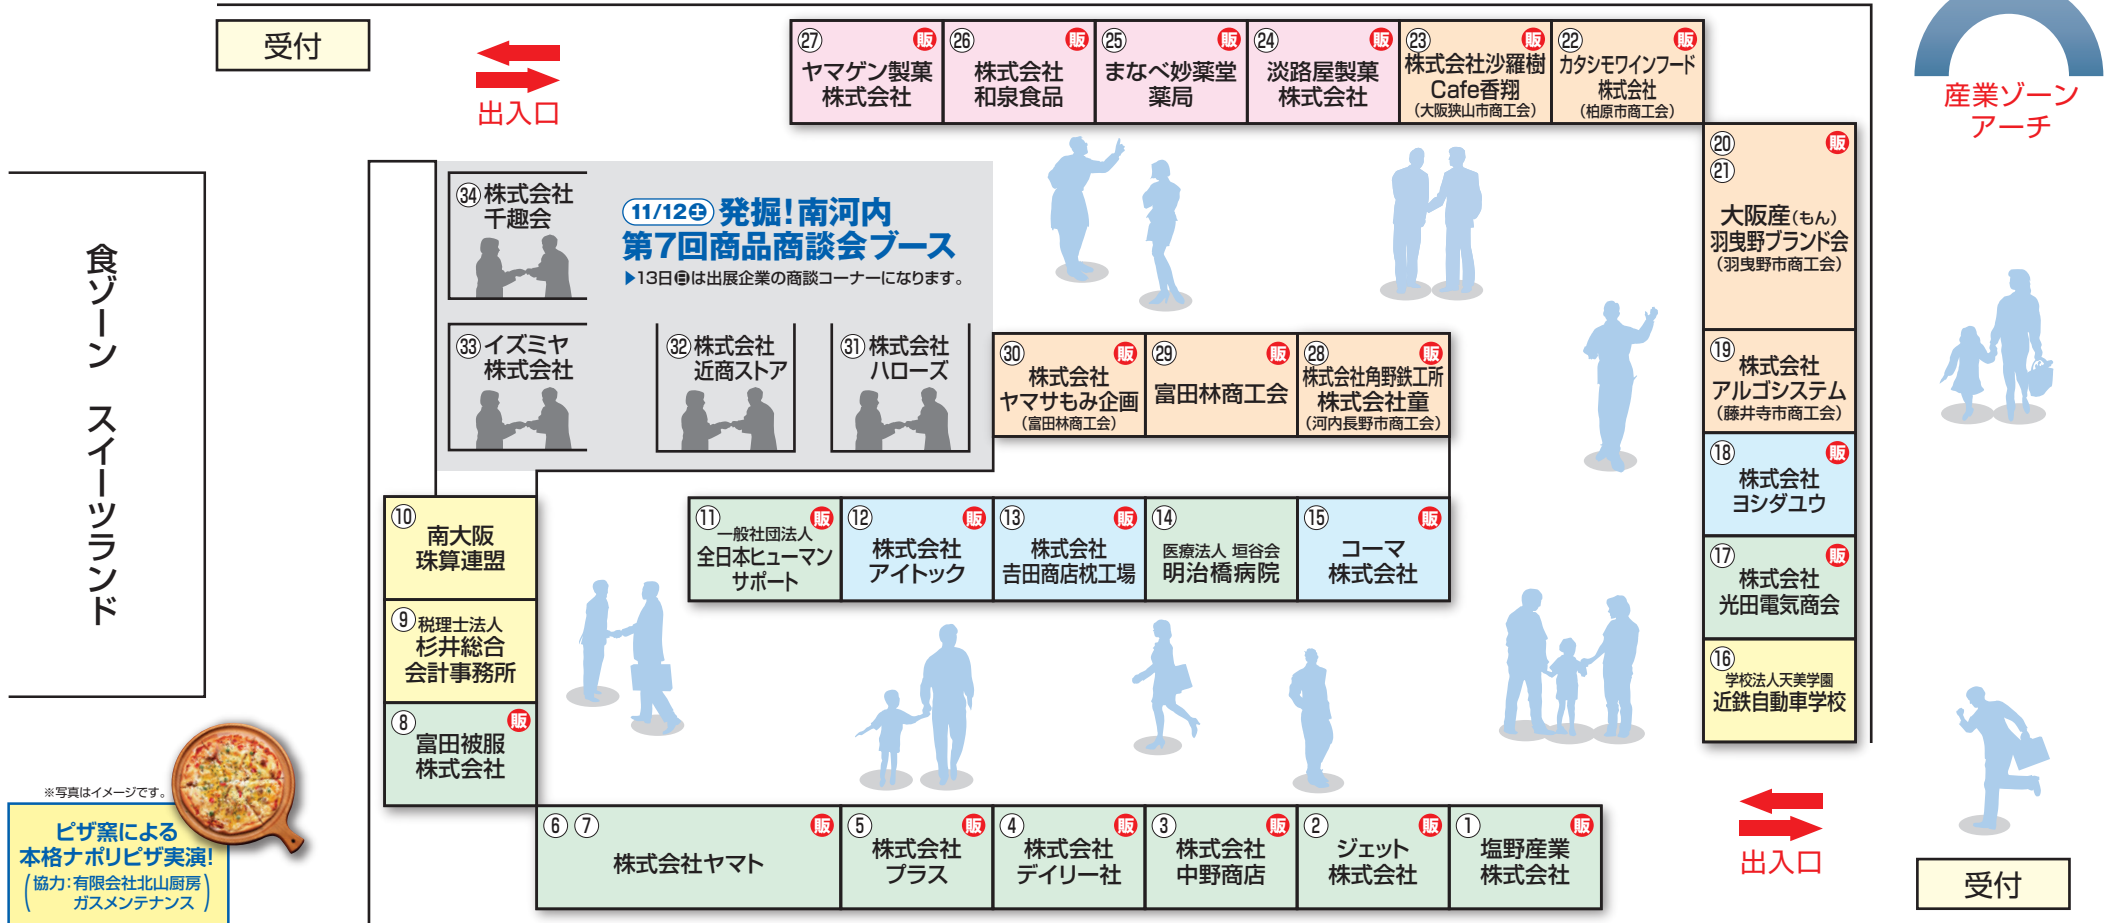 受付
出入口
㉗ 販
ヤマゲン製菓
株式会社
㉖ 販
株式会社
和泉食品
㉕ 販
まなべ妙薬堂
薬局
㉔ 販
淡路屋製菓
株式会社
㉓ 販
株式会社沙羅樹
Cafe香翔
(大阪狭山市商工会)
㉒ 販
カタシモワインフード
株式会社
(柏原市商工会)
産業ゾーン
アーチ
⑳ 販
㉑
大阪産(もん)
羽曳野ブランド会
(羽曳野市商工会)
⑲
株式会社
アルゴシステム
(藤井寺市商工会)
⑱ 販
株式会社
ヨシダユウ
⑰ 販
株式会社
光田電気商会
⑯
学校法人天美学園
近鉄自動車学校
食ゾーン スイーツランド
㉞ 株式会社
千趣会
11/12㊏ 発掘!南河内
第7回商品商談会ブース
▶13日㊐は出展企業の商談コーナーになります。
㉝ イズミヤ
株式会社
㉜ 株式会社
近商ストア
㉛ 株式会社
ハローズ
㉚ 販
株式会社
ヤマサもみ企画
(富田林商工会)
㉙ 販
富田林商工会
㉘ 販
株式会社角野鉄工所
株式会社童
(河内長野市商工会)
⑩
南大阪
珠算連盟
⑨ 税理士法人
杉井総合
会計事務所
⑧ 販
富田被服
株式会社
⑪ 販
一般社団法人
全日本ヒューマン
サポート
⑫ 販
株式会社
アイトック
⑬ 販
株式会社
吉田商店枕工場
⑭
医療法人 垣谷会
明治橋病院
⑮ 販
コーマ
株式会社
⑥ ⑦ 販
株式会社ヤマト
⑤ 販
株式会社
プラス
④ 販
株式会社
デイリー社
③ 販
株式会社
中野商店
② 販
ジェット
株式会社
① 販
塩野産業
株式会社
出入口
受付
※写真はイメージです。
ピザ窯による
本格ナポリピザ実演!
(協力:有限会社北山厨房
ガスメンテナンス)